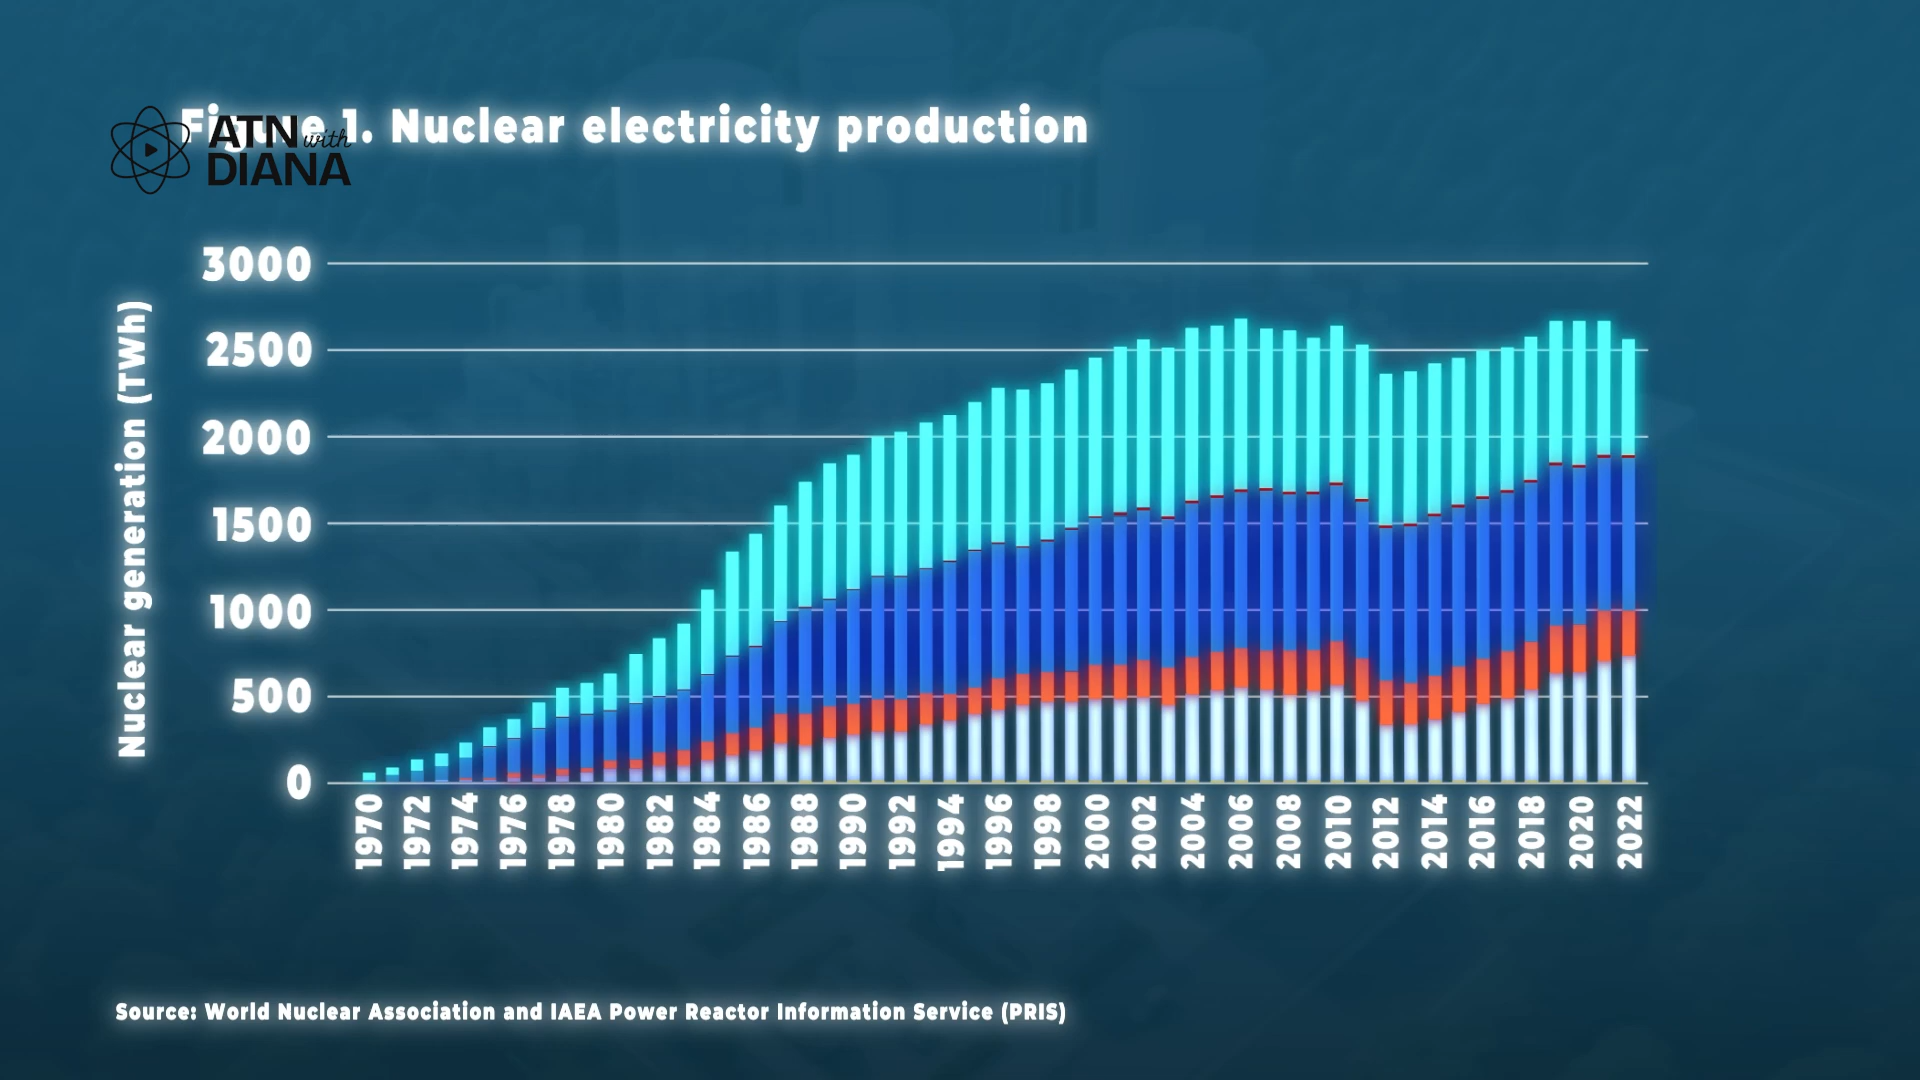 Figure 1. Nuclear electricity production
ATN with
DIANA
Nuclear generation (TWh)
3000
2500
2000
1500
1000
500
0
1970 1972 1974 1976 1978 1980 1982 1984 1986 1988 1990 1992 1994 1996 1998 2000 2002 2004 2006 2008 2010 2012 2014 2016 2018 2020 2022
Source: World Nuclear Association and IAEA Power Reactor Information Service (PRIS)